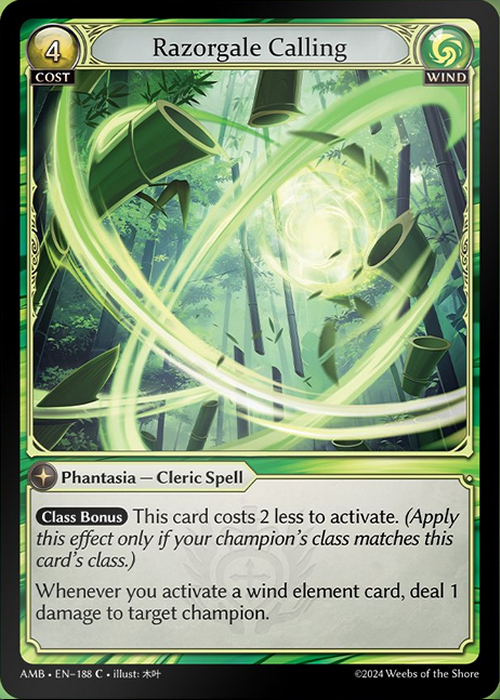 4
COST
Razorgale Calling
WIND
Phantasia — Cleric Spell
Class Bonus This card costs 2 less to activate. (Apply
this effect only if your champion's class matches this
card's class.)
Whenever you activate a wind element card, deal 1
damage to target champion.
AMB • EN-188 C • illust: 木叶
©2024 Weebs of the Shore